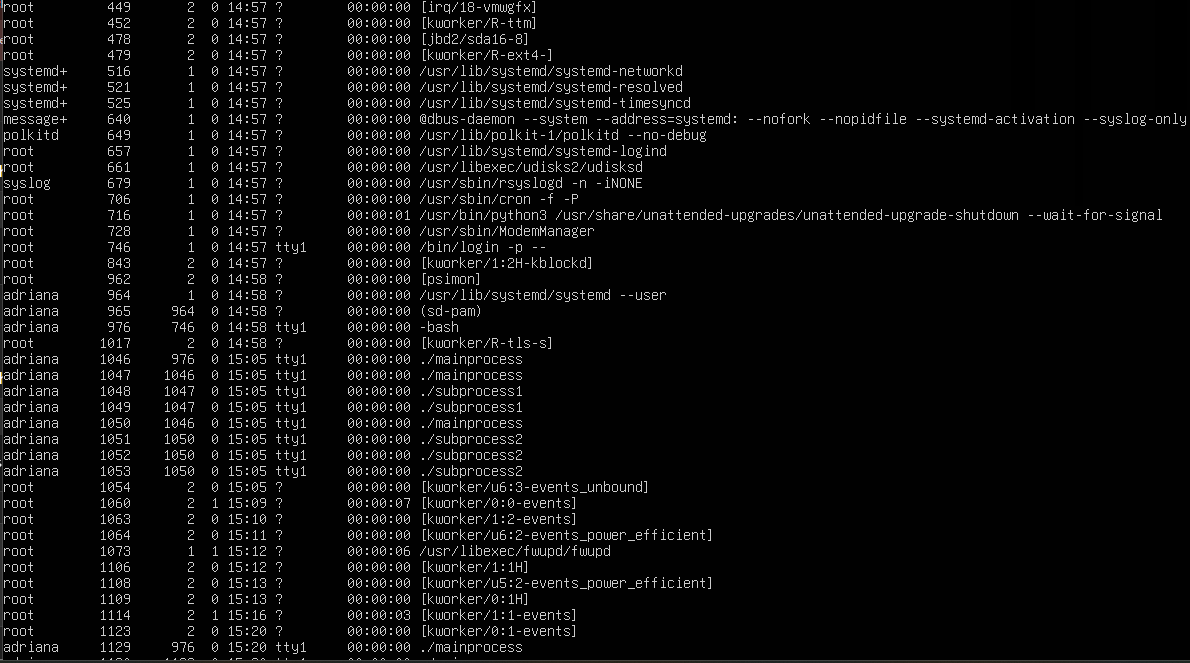 root 449 2 0 14:57 ? 00:00:00 [irq/18-vmwgfx]
root 452 2 0 14:57 ? 00:00:00 [kworker/R-ttm]
root 478 2 0 14:57 ? 00:00:00 [jbd2/sda16-8]
root 479 2 0 14:57 ? 00:00:00 [kworker/R-ext4-]
systemd+ 516 1 0 14:57 ? 00:00:00 /usr/lib/systemd/systemd-networkd
systemd+ 521 1 0 14:57 ? 00:00:00 /usr/lib/systemd/systemd-resolved
systemd+ 525 1 0 14:57 ? 00:00:00 /usr/lib/systemd/systemd-timesyncd
message+ 640 1 0 14:57 ? 00:00:00 @dbus-daemon --system --address=systemd: --nofork --nopidfile --systemd-activation --syslog-only
polkitd 649 1 0 14:57 ? 00:00:00 /usr/lib/polkit-1/polkitd --no-debug
root 657 1 0 14:57 ? 00:00:00 /usr/lib/systemd/systemd-logind
root 661 1 0 14:57 ? 00:00:00 /usr/libexec/udisks2/udisksd
syslog 679 1 0 14:57 ? 00:00:00 /usr/sbin/rsyslogd -n -iNONE
root 706 1 0 14:57 ? 00:00:00 /usr/sbin/cron -f -P
root 716 1 0 14:57 ? 00:00:01 /usr/bin/python3 /usr/share/unattended-upgrades/unattended-upgrade-shutdown --wait-for-signal
root 728 1 0 14:57 ? 00:00:00 /usr/sbin/ModemManager
root 746 1 0 14:57 tty1 00:00:00 /bin/login -p --
root 843 2 0 14:57 ? 00:00:00 [kworker/1:2H-kblockd]
root 962 2 0 14:58 ? 00:00:00 [psimon]
adriana 964 1 0 14:58 ? 00:00:00 /usr/lib/systemd/systemd --user
adriana 965 964 0 14:58 ? 00:00:00 (sd-pam)
adriana 976 746 0 14:58 tty1 00:00:00 -bash
root 1017 2 0 14:58 ? 00:00:00 [kworker/R-tls-s]
adriana 1046 976 0 15:05 tty1 00:00:00 ./mainprocess
adriana 1047 1046 0 15:05 tty1 00:00:00 ./mainprocess
adriana 1048 1047 0 15:05 tty1 00:00:00 ./subprocess1
adriana 1049 1047 0 15:05 tty1 00:00:00 ./subprocess1
adriana 1050 1046 0 15:05 tty1 00:00:00 ./mainprocess
adriana 1051 1050 0 15:05 tty1 00:00:00 ./subprocess2
adriana 1052 1050 0 15:05 tty1 00:00:00 ./subprocess2
adriana 1053 1050 0 15:05 tty1 00:00:00 ./subprocess2
root 1054 2 0 15:05 ? 00:00:00 [kworker/u6:3-events_unbound]
root 1060 2 1 15:09 ? 00:00:07 [kworker/0:0-events]
root 1063 2 0 15:10 ? 00:00:00 [kworker/1:2-events]
root 1064 2 0 15:11 ? 00:00:00 [kworker/u6:2-events_power_efficient]
root 1073 1 1 15:12 ? 00:00:06 /usr/libexec/fwupd/fwupd
root 1106 2 0 15:12 ? 00:00:00 [kworker/1:1H]
root 1108 2 0 15:13 ? 00:00:00 [kworker/u5:2-events_power_efficient]
root 1109 2 0 15:13 ? 00:00:00 [kworker/0:1H]
root 1114 2 1 15:16 ? 00:00:03 [kworker/1:1-events]
root 1123 2 0 15:20 ? 00:00:00 [kworker/0:1-events]
adriana 1129 976 0 15:20 tty1 00:00:00 ./mainprocess